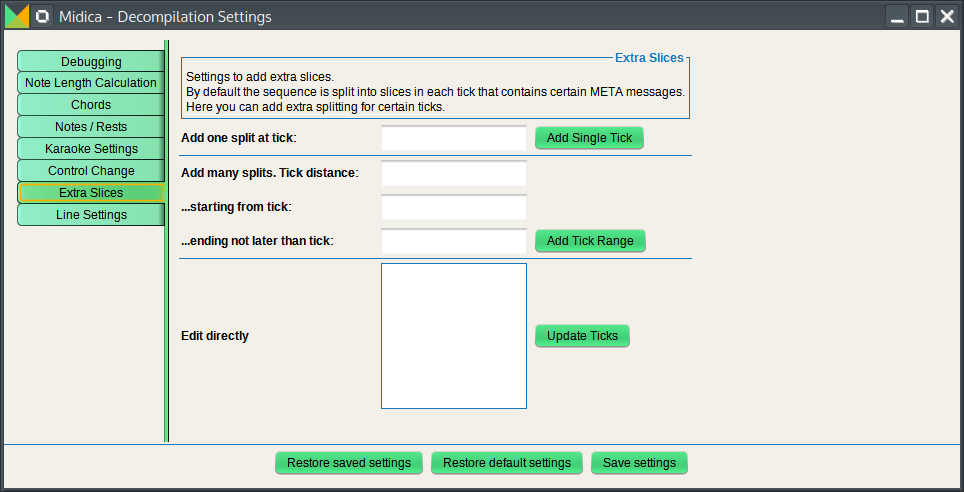 Midica - Decompilation Settings
Debugging
Note Length Calculation
Chords
Notes / Rests
Karaoke Settings
Control Change
Extra Slices
Line Settings
Extra Slices
Settings to add extra slices.
By default the sequence is split into slices in each tick that contains certain META messages.
Here you can add extra splitting for certain ticks.
Add one split at tick:
Add Single Tick
Add many splits. Tick distance:
...starting from tick:
...ending not later than tick:
Add Tick Range
Edit directly
Update Ticks
Restore saved settings
Restore default settings
Save settings